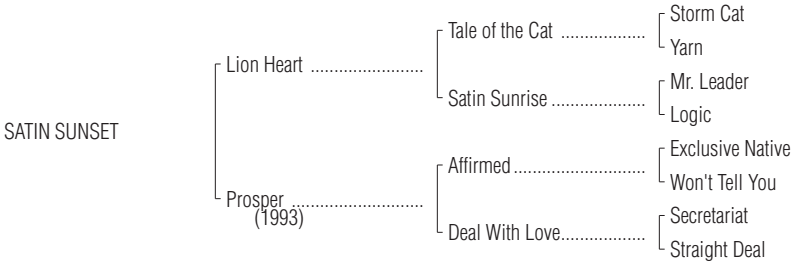 Storm Cat
Tale of the Cat ..................
Yarn
Lion Heart ........................
Mr. Leader
Satin Sunrise ....................
Logic
SATIN SUNSET
Exclusive Native
Affirmed ............................
Won't Tell You
Prosper ............................
(1993)
Secretariat
Deal With Love..................
Straight Deal